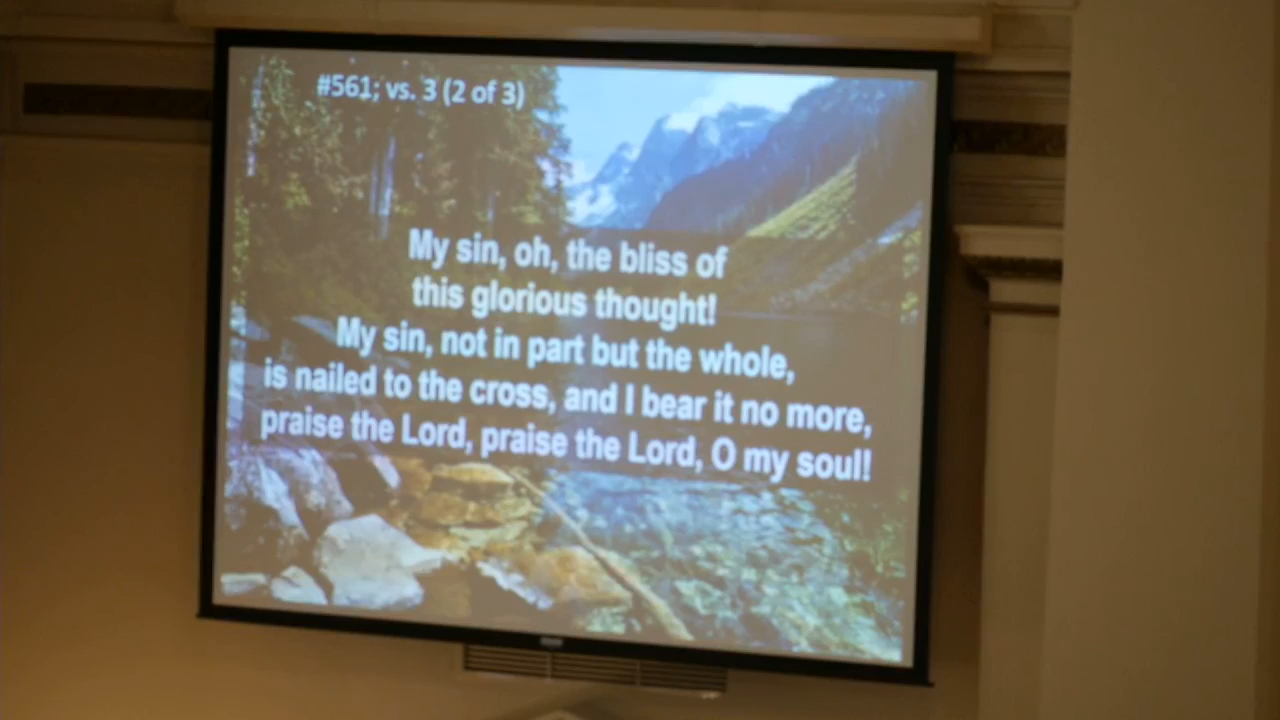 #561; vs. 3 (2 of 3)
My sin, oh, the bliss of
this glorious thought!
My sin, not in part but the whole,
is nailed to the cross, and I bear it no more,
praise the Lord, praise the Lord, O my soul!